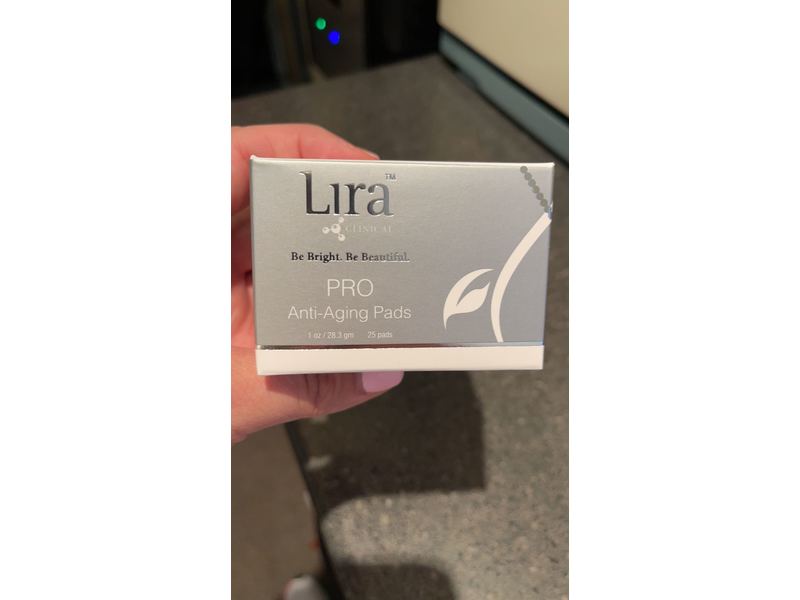 Lira™
CLINICAL
Be Bright. Be Beautiful.
PRO
Anti-Aging Pads
1 oz / 28.3 gm 25 pads